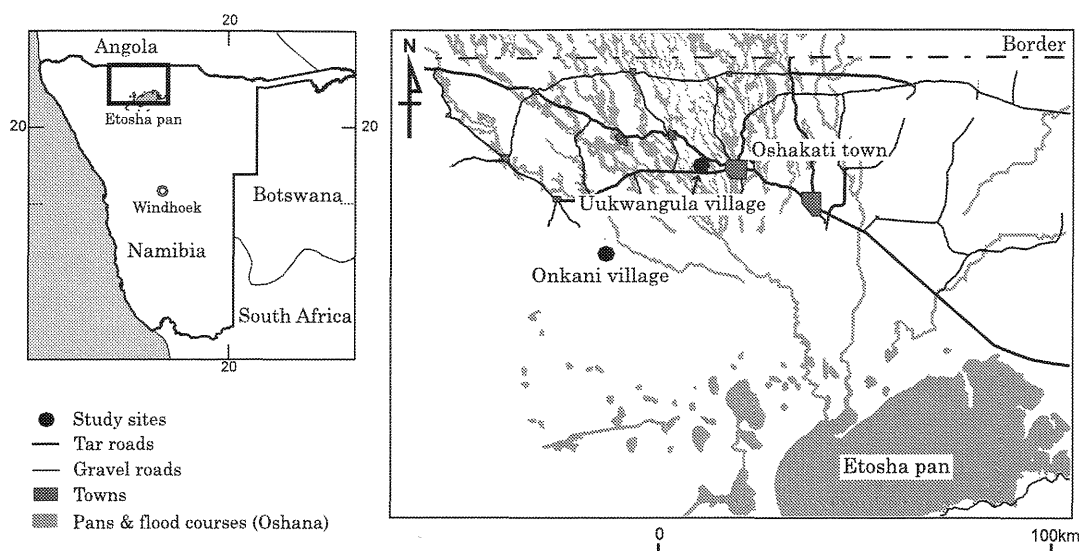 20
Angola
Etosha pan
20
20
Windhoek
Botswana
Namibia
South Africa
20
N
Border
Oshakati town
Uukwangula village
Onkani village
Etosha pan
0
100km
Study sites
Tar roads
Gravel roads
Towns
Pans & flood courses (Oshana)